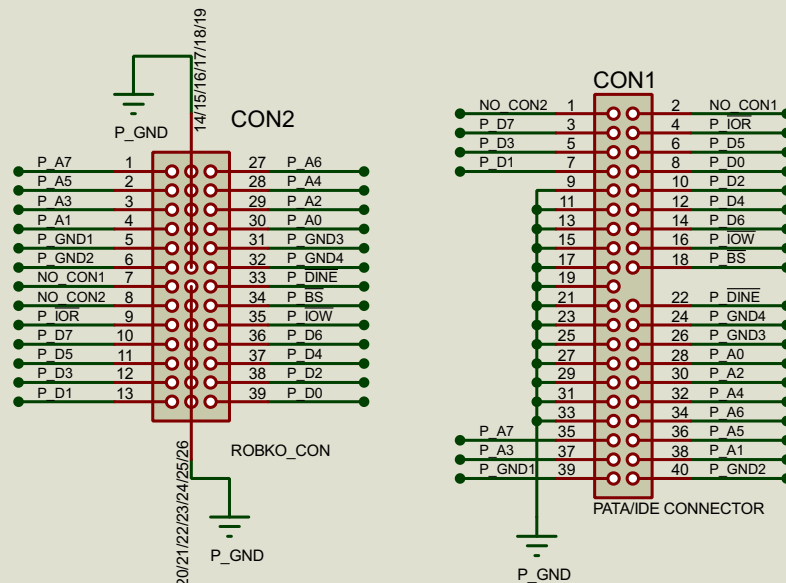 14/15/16/17/18/19
P_GND
CON2
P_A7 1 27 P_A6
P_A5 2 28 P_A4
P_A3 3 29 P_A2
P_A1 4 30 P_A0
P_GND1 5 31 P_GND3
P_GND2 6 32 P_GND4
NO_CON1 7 33 P_DINE
NO_CON2 8 34 P_BS
P_IOR 9 35 P_IOW
P_D7 10 36 P_D6
P_D5 11 37 P_D4
P_D3 12 38 P_D2
P_D1 13 39 P_D0
ROBKO_CON
20/21/22/23/24/25/26
P_GND
CON1
NO_CON2 1 2 NO_CON1
P_D7 3 4 P_IOR
P_D3 5 6 P_D5
P_D1 7 8 P_D0
9 10 P_D2
11 12 P_D4
13 14 P_D6
15 16 P_IOW
17 18 P_BS
19
21 22 P_DINE
23 24 P_GND4
25 26 P_GND3
27 28 P_A0
29 30 P_A2
31 32 P_A4
33 34 P_A6
P_A7 35 36 P_A5
P_A3 37 38 P_A1
P_GND1 39 40 P_GND2
PATA/IDE CONNECTOR
P_GND